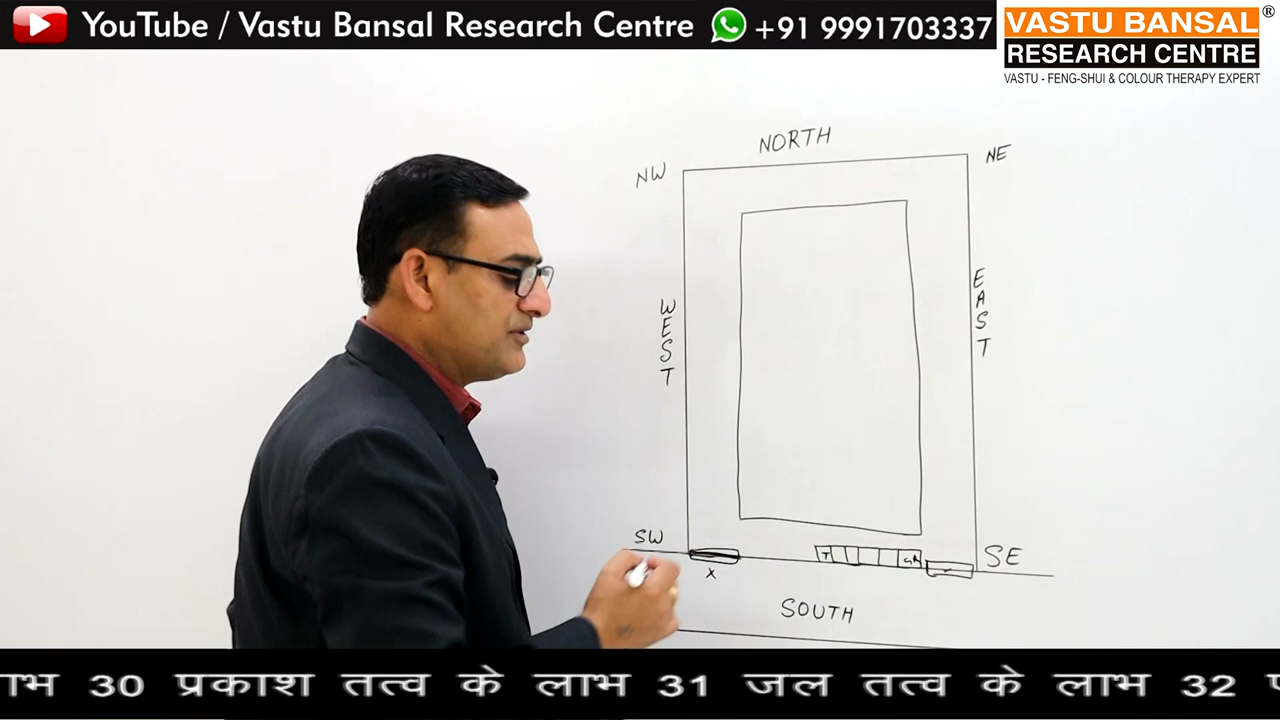 YouTube / Vastu Bansal Research Centre +91 9991703337
VASTU BANSAL®
RESEARCH CENTRE
VASTU - FENG-SHUI & COLOUR THERAPY EXPERT
NORTH
NW
NE
WEST
EAST
SW
SE
T
X
SOUTH
लाभ 30 प्रकाश तत्व के लाभ 31 जल तत्व के लाभ 32